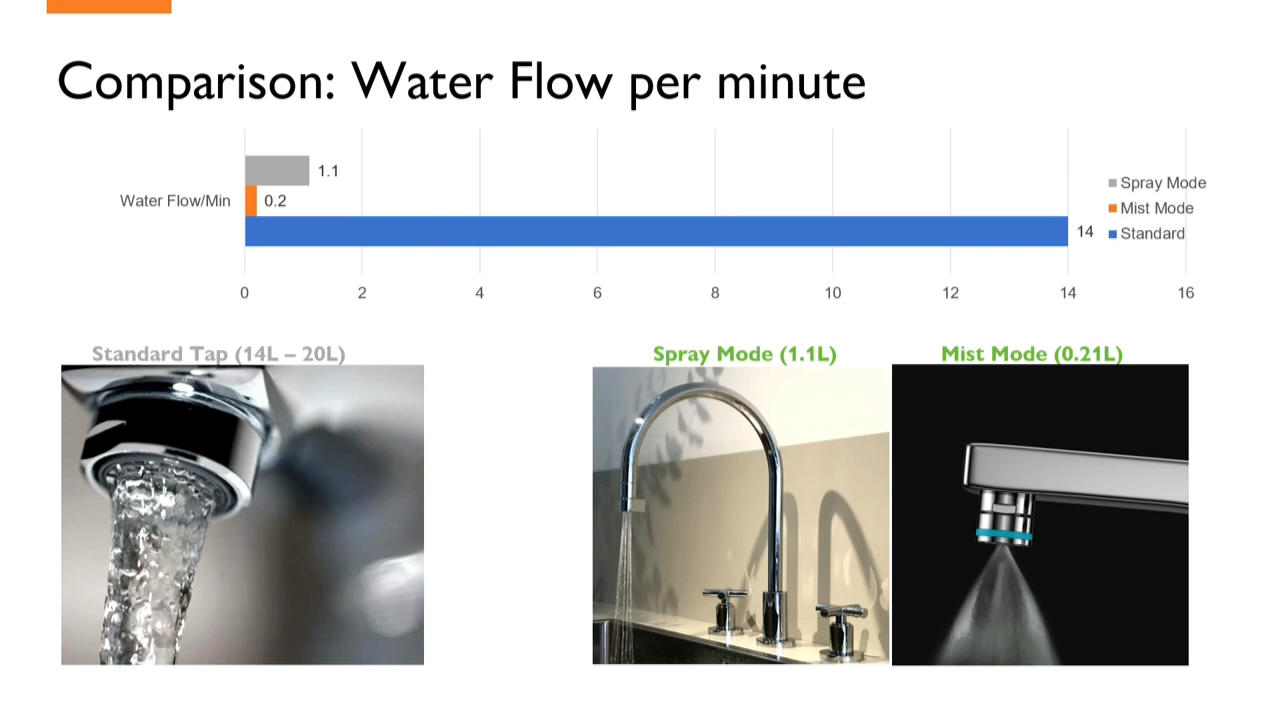 Comparison: Water Flow per minute
1.1
Water Flow/Min
0.2
14
Spray Mode
Mist Mode
Standard
0 2 4 6 8 10 12 14 16
Standard Tap (14L – 20L)
Spray Mode (1.1L)
Mist Mode (0.21L)